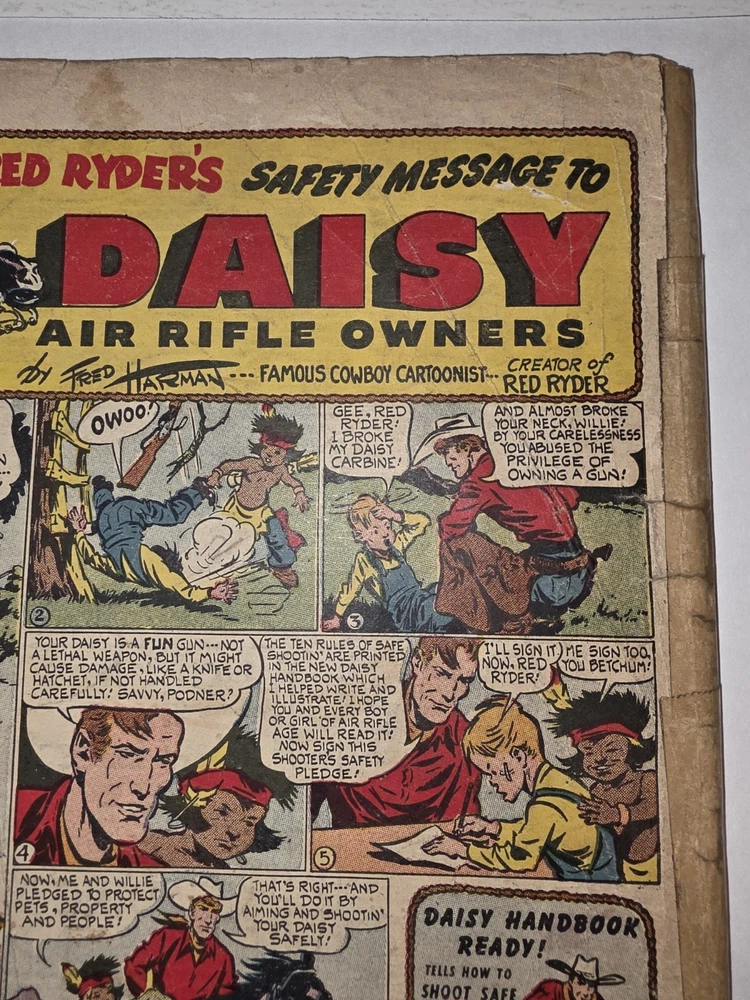 RED RYDER'S SAFETY MESSAGE TO
DAISY
AIR RIFLE OWNERS
by FRED HARMAN --- FAMOUS COWBOY CARTOONIST... CREATOR of
RED RYDER
OWOO!
2
GEE, RED
RYDER!
I BROKE
MY DAISY
CARBINE!
AND ALMOST BROKE
YOUR NECK, WILLIE!
BY YOUR CARELESSNESS
YOU ABUSED THE
PRIVILEGE OF
OWNING A GUN!
3
YOUR DAISY IS A FUN GUN---NOT
A LETHAL WEAPON, BUT IT MIGHT
CAUSE DAMAGE, LIKE A KNIFE OR
HATCHET, IF NOT HANDLED
CAREFULLY! SAVVY, PODNER?
4
THE TEN RULES OF SAFE
SHOOTIN' ARE PRINTED
IN THE NEW DAISY
HANDBOOK WHICH
I HELPED WRITE AND
ILLUSTRATE! I HOPE
YOU AND EVERY BOY
OR GIRL OF AIR RIFLE
AGE WILL READ IT!
NOW SIGN THIS
SHOOTER'S SAFETY
PLEDGE!
I'LL SIGN IT
NOW, RED
RYDER!
ME SIGN TOO,
YOU BETCHUM!
5
NOW, ME AND WILLIE
PLEDGED TO PROTECT
PETS, PROPERTY
AND PEOPLE!
THAT'S RIGHT---AND
YOU'LL DO IT BY
AIMING AND SHOOTIN'
YOUR DAISY
SAFELY!
DAISY HANDBOOK
READY!
TELLS HOW TO
SHOOT SAFE